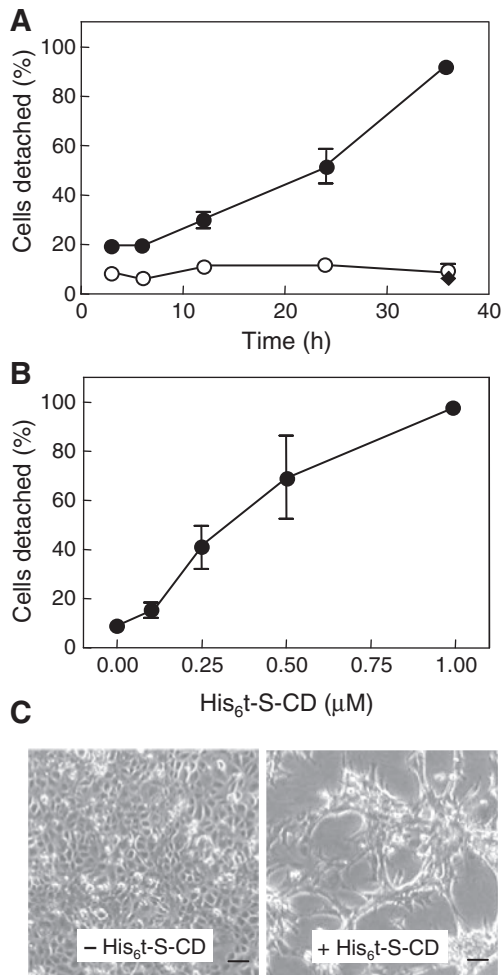 A
Cells detached (%)
100
80
60
40
20
0
0 10 20 30 40
Time (h)
B
Cells detached (%)
100
80
60
40
20
0
0.00 0.25 0.50 0.75 1.00
His₆t-S-CD (μM)
C
– His₆t-S-CD
+ His₆t-S-CD